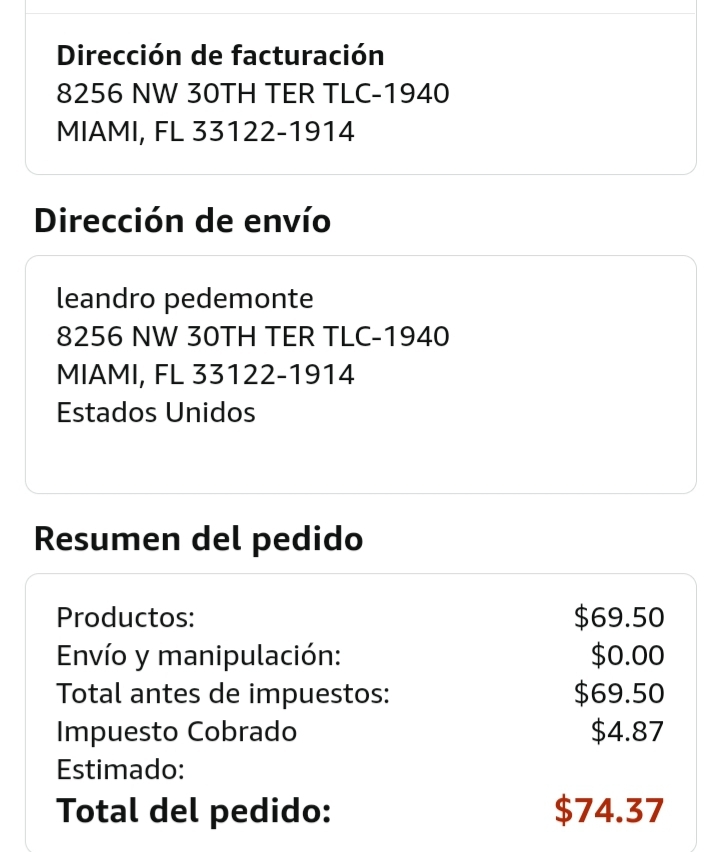 Dirección de facturación
8256 NW 30TH TER TLC-1940
MIAMI, FL 33122-1914
Dirección de envío
leandro pedemonte
8256 NW 30TH TER TLC-1940
MIAMI, FL 33122-1914
Estados Unidos
Resumen del pedido
Productos: $69.50
Envío y manipulación: $0.00
Total antes de impuestos: $69.50
Impuesto Cobrado $4.87
Estimado:
Total del pedido: $74.37